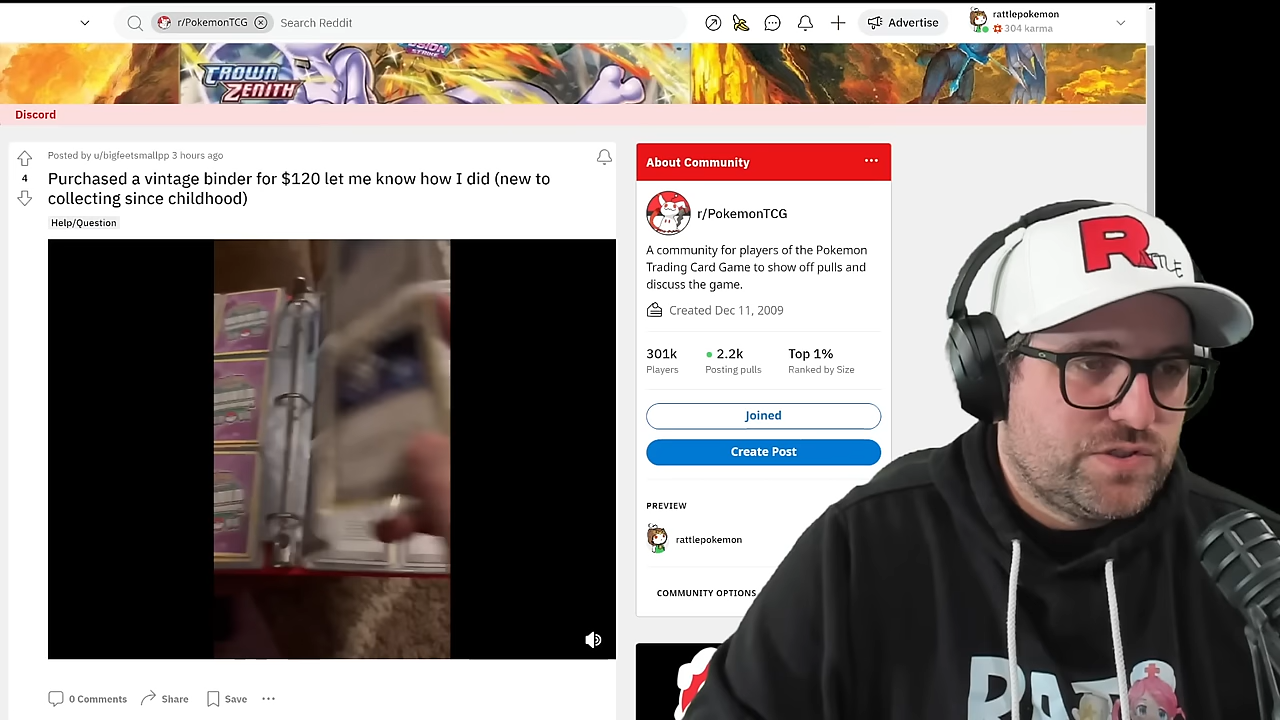 r/PokemonTCG
Search Reddit
Advertise
rattlepokemon
304 karma
CROWN
ZENITH
FUSION
STRIKE
Discord
Posted by u/bigfeetsmallpp 3 hours ago
4
Purchased a vintage binder for $120 let me know how I did (new to
collecting since childhood)
Help/Question
0 Comments
Share
Save
About Community
r/PokemonTCG
A community for players of the Pokemon
Trading Card Game to show off pulls and
discuss the game.
Created Dec 11, 2009
301k
2.2k
Top 1%
Players
Posting pulls
Ranked by Size
Joined
Create Post
PREVIEW
rattlepokemon
COMMUNITY OPTIONS
R